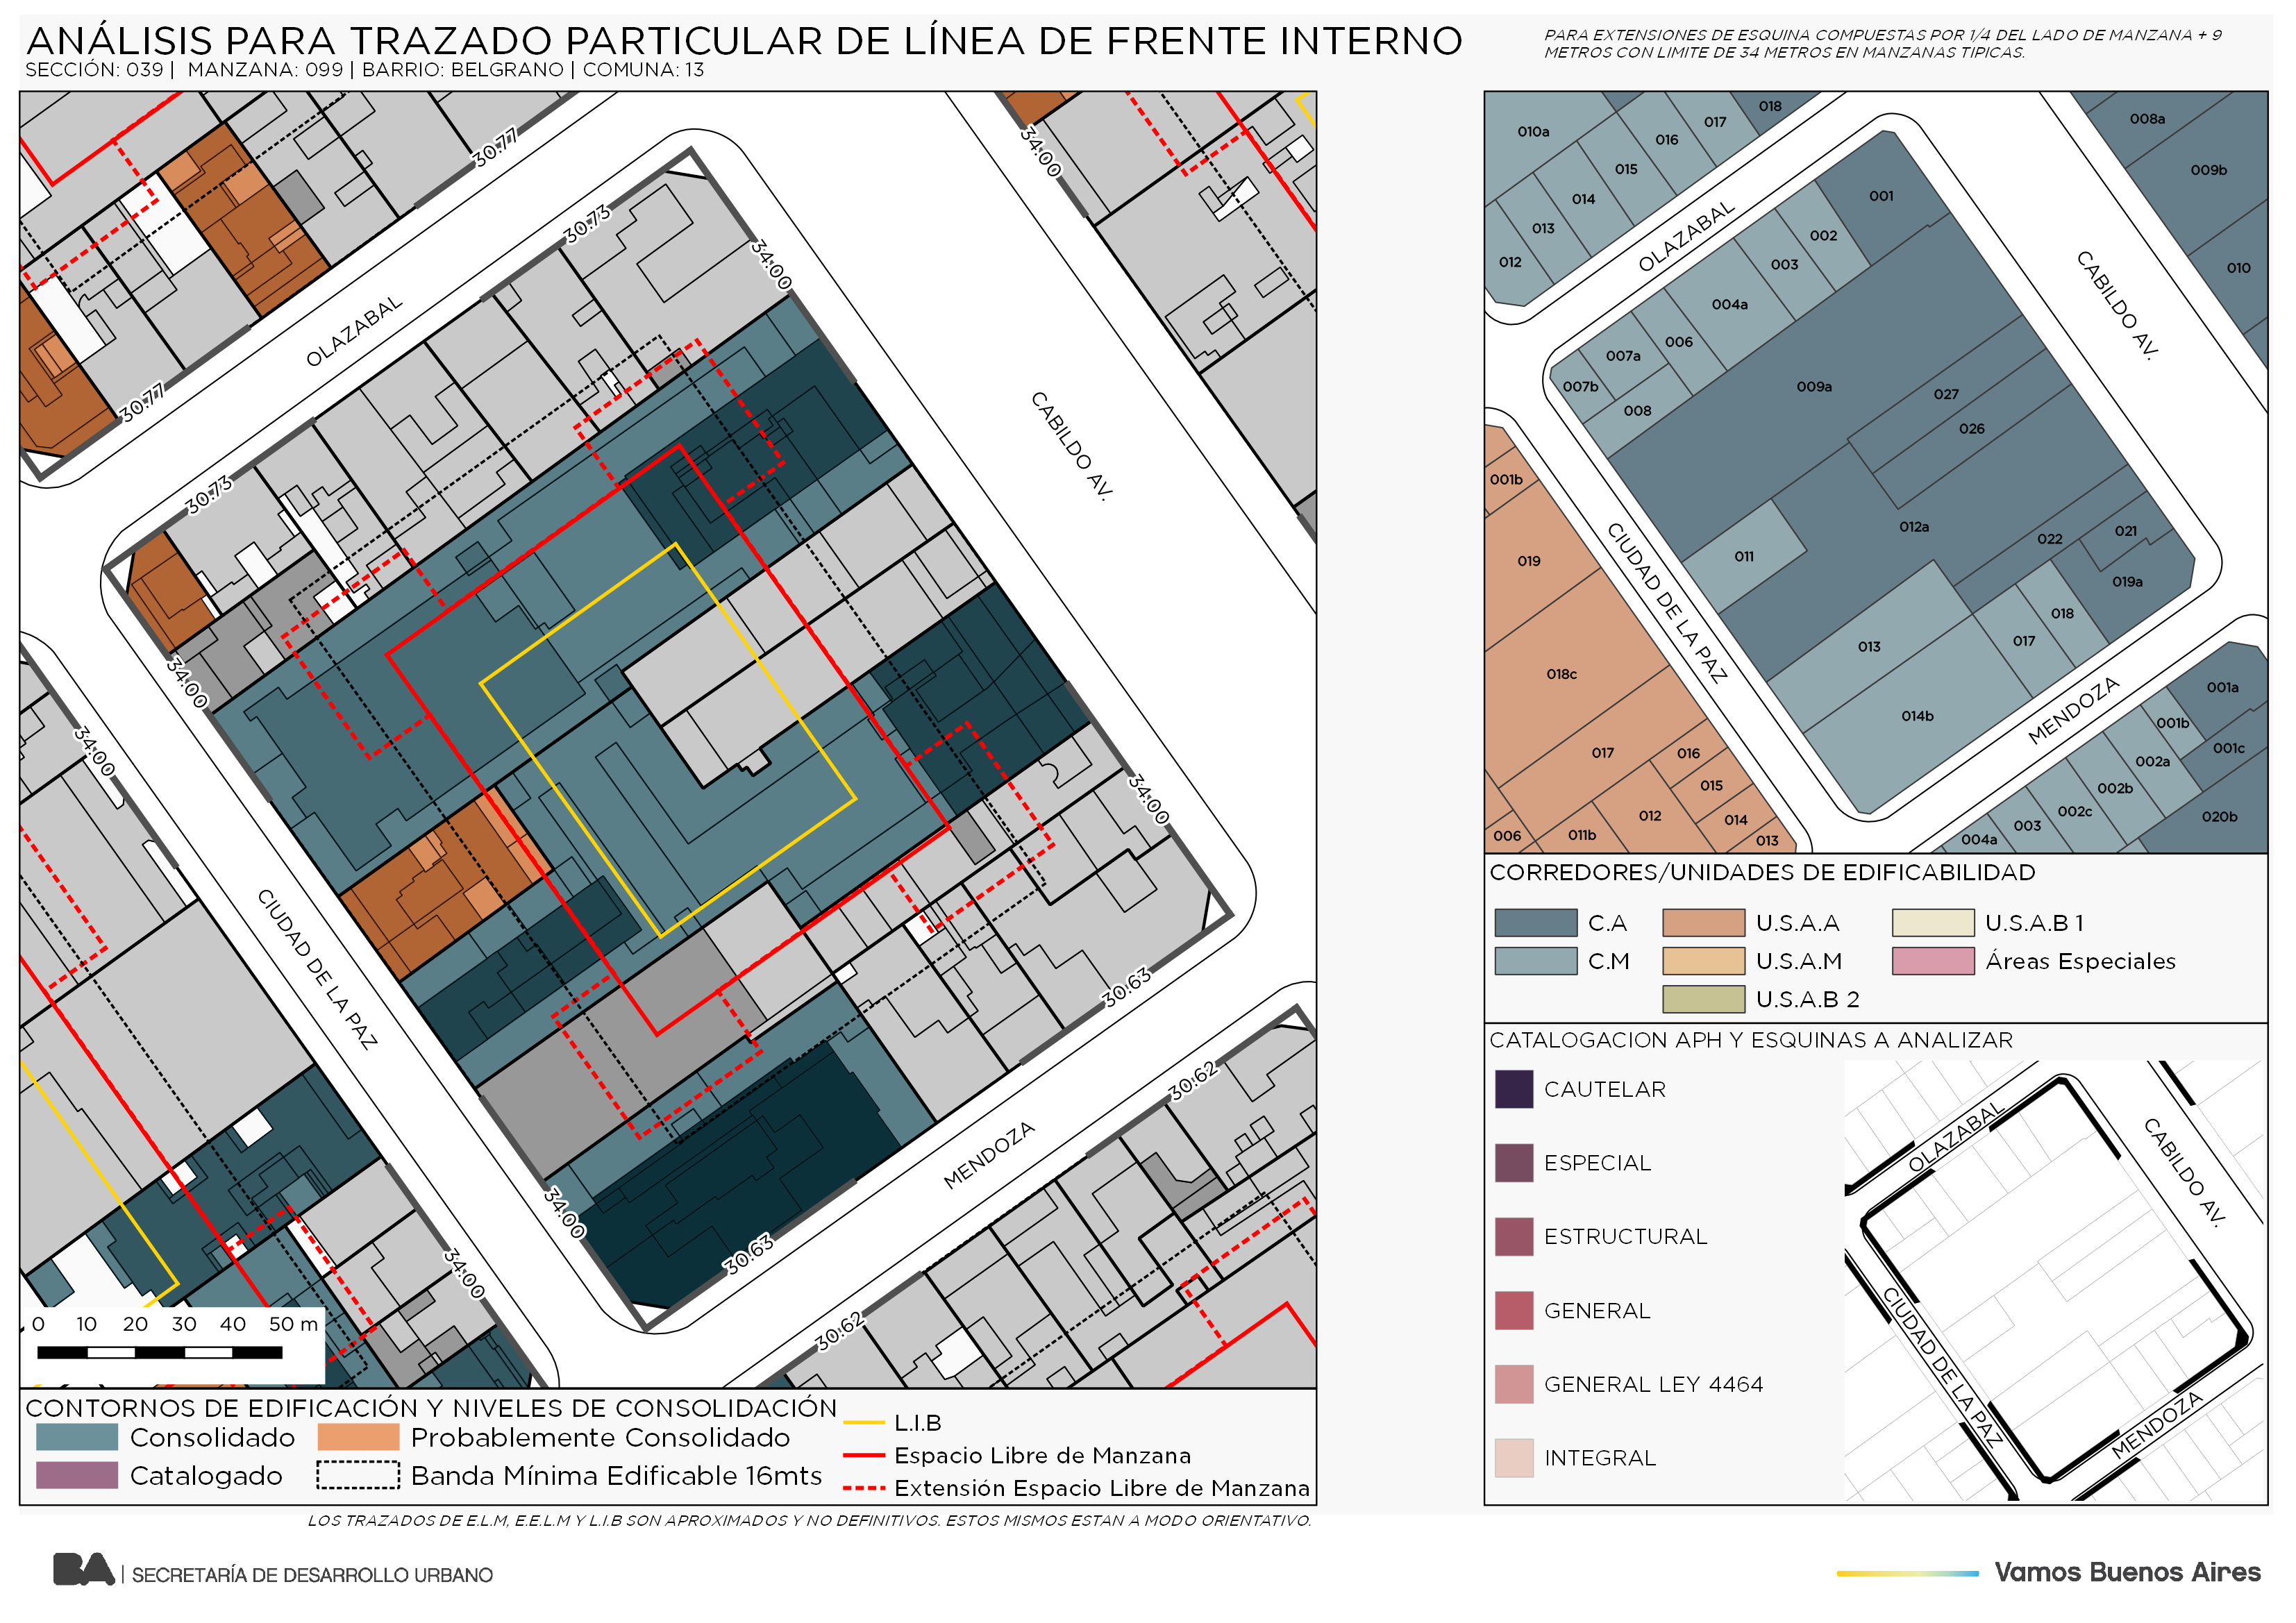 ANÁLISIS PARA TRAZADO PARTICULAR DE LÍNEA DE FRENTE INTERNO
SECCIÓN: 039 | MANZANA: 099 | BARRIO: BELGRANO | COMUNA: 13
PARA EXTENSIONES DE ESQUINA COMPUESTAS POR 1/4 DEL LADO DE MANZANA + 9
METROS CON LIMITE DE 34 METROS EN MANZANAS TIPICAS.
30.77
34.00
30.73
34.00
OLAZABAL
30.77
CABILDO AV.
30.73
34.00
34.00
34.00
CIUDAD DE LA PAZ
30.63
30.62
MENDOZA
34.00
30.63
34.00
30.62
0 10 20 30 40 50 m
CONTORNOS DE EDIFICACIÓN Y NIVELES DE CONSOLIDACIÓN
Consolidado
Probablemente Consolidado
Catalogado
Banda Mínima Edificable 16mts
L.I.B
Espacio Libre de Manzana
Extensión Espacio Libre de Manzana
LOS TRAZADOS DE E.L.M, E.E.L.M Y L.I.B SON APROXIMADOS Y NO DEFINITIVOS. ESTOS MISMOS ESTAN A MODO ORIENTATIVO.
010a
016
017
018
008a
015
009b
014
001
013
002
012
OLAZABAL
003
CABILDO AV.
010
004a
006
007a
007b
008
009a
027
026
001b
012a
021
022
011
019
019a
CIUDAD DE LA PAZ
018
017
013
018c
014b
MENDOZA
001a
001b
001c
017
016
002a
015
002b
012
014
002c
020b
006
011b
013
003
004a
CORREDORES/UNIDADES DE EDIFICABILIDAD
C.A
U.S.A.A
U.S.A.B 1
C.M
U.S.A.M
Áreas Especiales
U.S.A.B 2
CATALOGACION APH Y ESQUINAS A ANALIZAR
CAUTELAR
ESPECIAL
ESTRUCTURAL
GENERAL
GENERAL LEY 4464
INTEGRAL
OLAZABAL
CABILDO AV.
CIUDAD DE LA PAZ
MENDOZA
BA | SECRETARÍA DE DESARROLLO URBANO
Vamos Buenos Aires